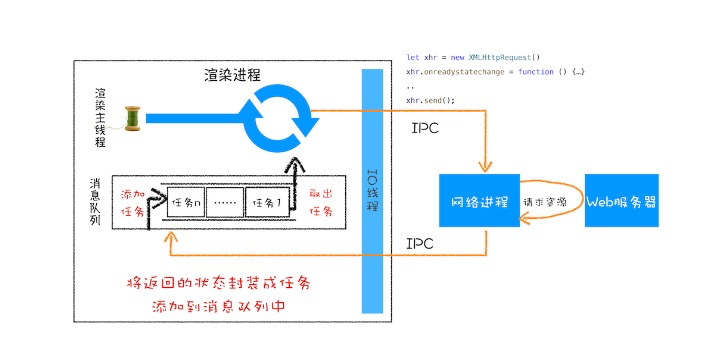 let xhr = new XMLHttpRequest()
xhr.onreadystatechange = function () {…}
..
xhr.send();
渲染进程
渲染主线程
IPC
IO线程
消息队列
添加
任务
任务n
……
任务1
取出
任务
网络进程
请求资源
Web服务器
IPC
将返回的状态封装成任务
添加到消息队列中